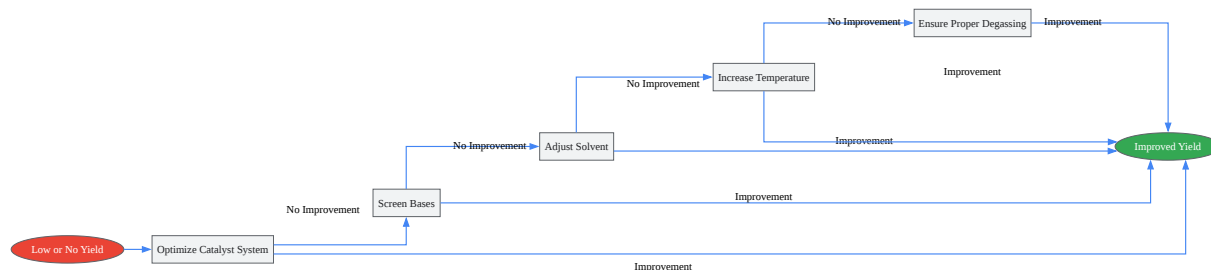 No Improvement
Ensure Proper Degassing
Improvement
Improvement
Increase Temperature
No Improvement
Improvement
No Improvement
Adjust Solvent
Improved Yield
Improvement
Screen Bases
No Improvement
Low or No Yield
Optimize Catalyst System
Improvement